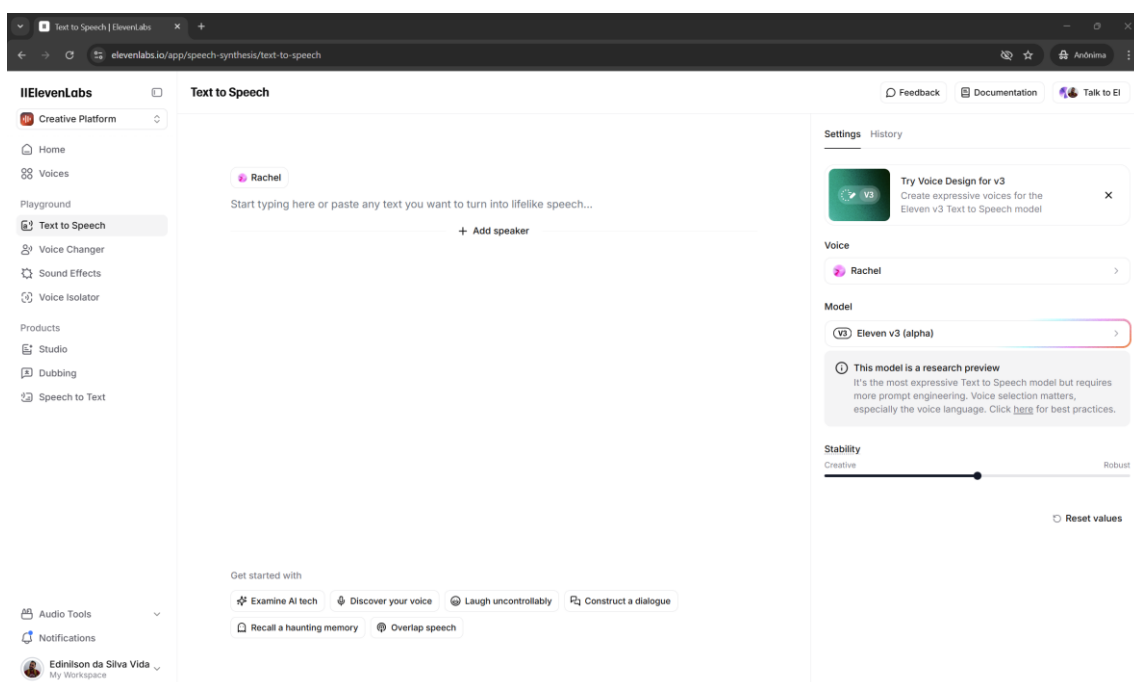 Text to Speech | ElevenLabs
elevenlabs.io/app/speech-synthesis/text-to-speech
Anônima
IIElevenLabs
Creative Platform
Home
Voices
Playground
Text to Speech
Voice Changer
Sound Effects
Voice Isolator
Products
Studio
Dubbing
Speech to Text
Audio Tools
Notifications
Edinilson da Silva Vida
My Workspace
Text to Speech
Feedback
Documentation
Talk to El
Rachel
Start typing here or paste any text you want to turn into lifelike speech...
+ Add speaker
Get started with
Examine AI tech
Discover your voice
Laugh uncontrollably
Construct a dialogue
Recall a haunting memory
Overlap speech
Settings
History
V3
Try Voice Design for v3
Create expressive voices for the
Eleven v3 Text to Speech model
Voice
Rachel
Model
V3 Eleven v3 (alpha)
This model is a research preview
It's the most expressive Text to Speech model but requires
more prompt engineering. Voice selection matters,
especially the voice language. Click here for best practices.
Stability
Creative
Robust
Reset values